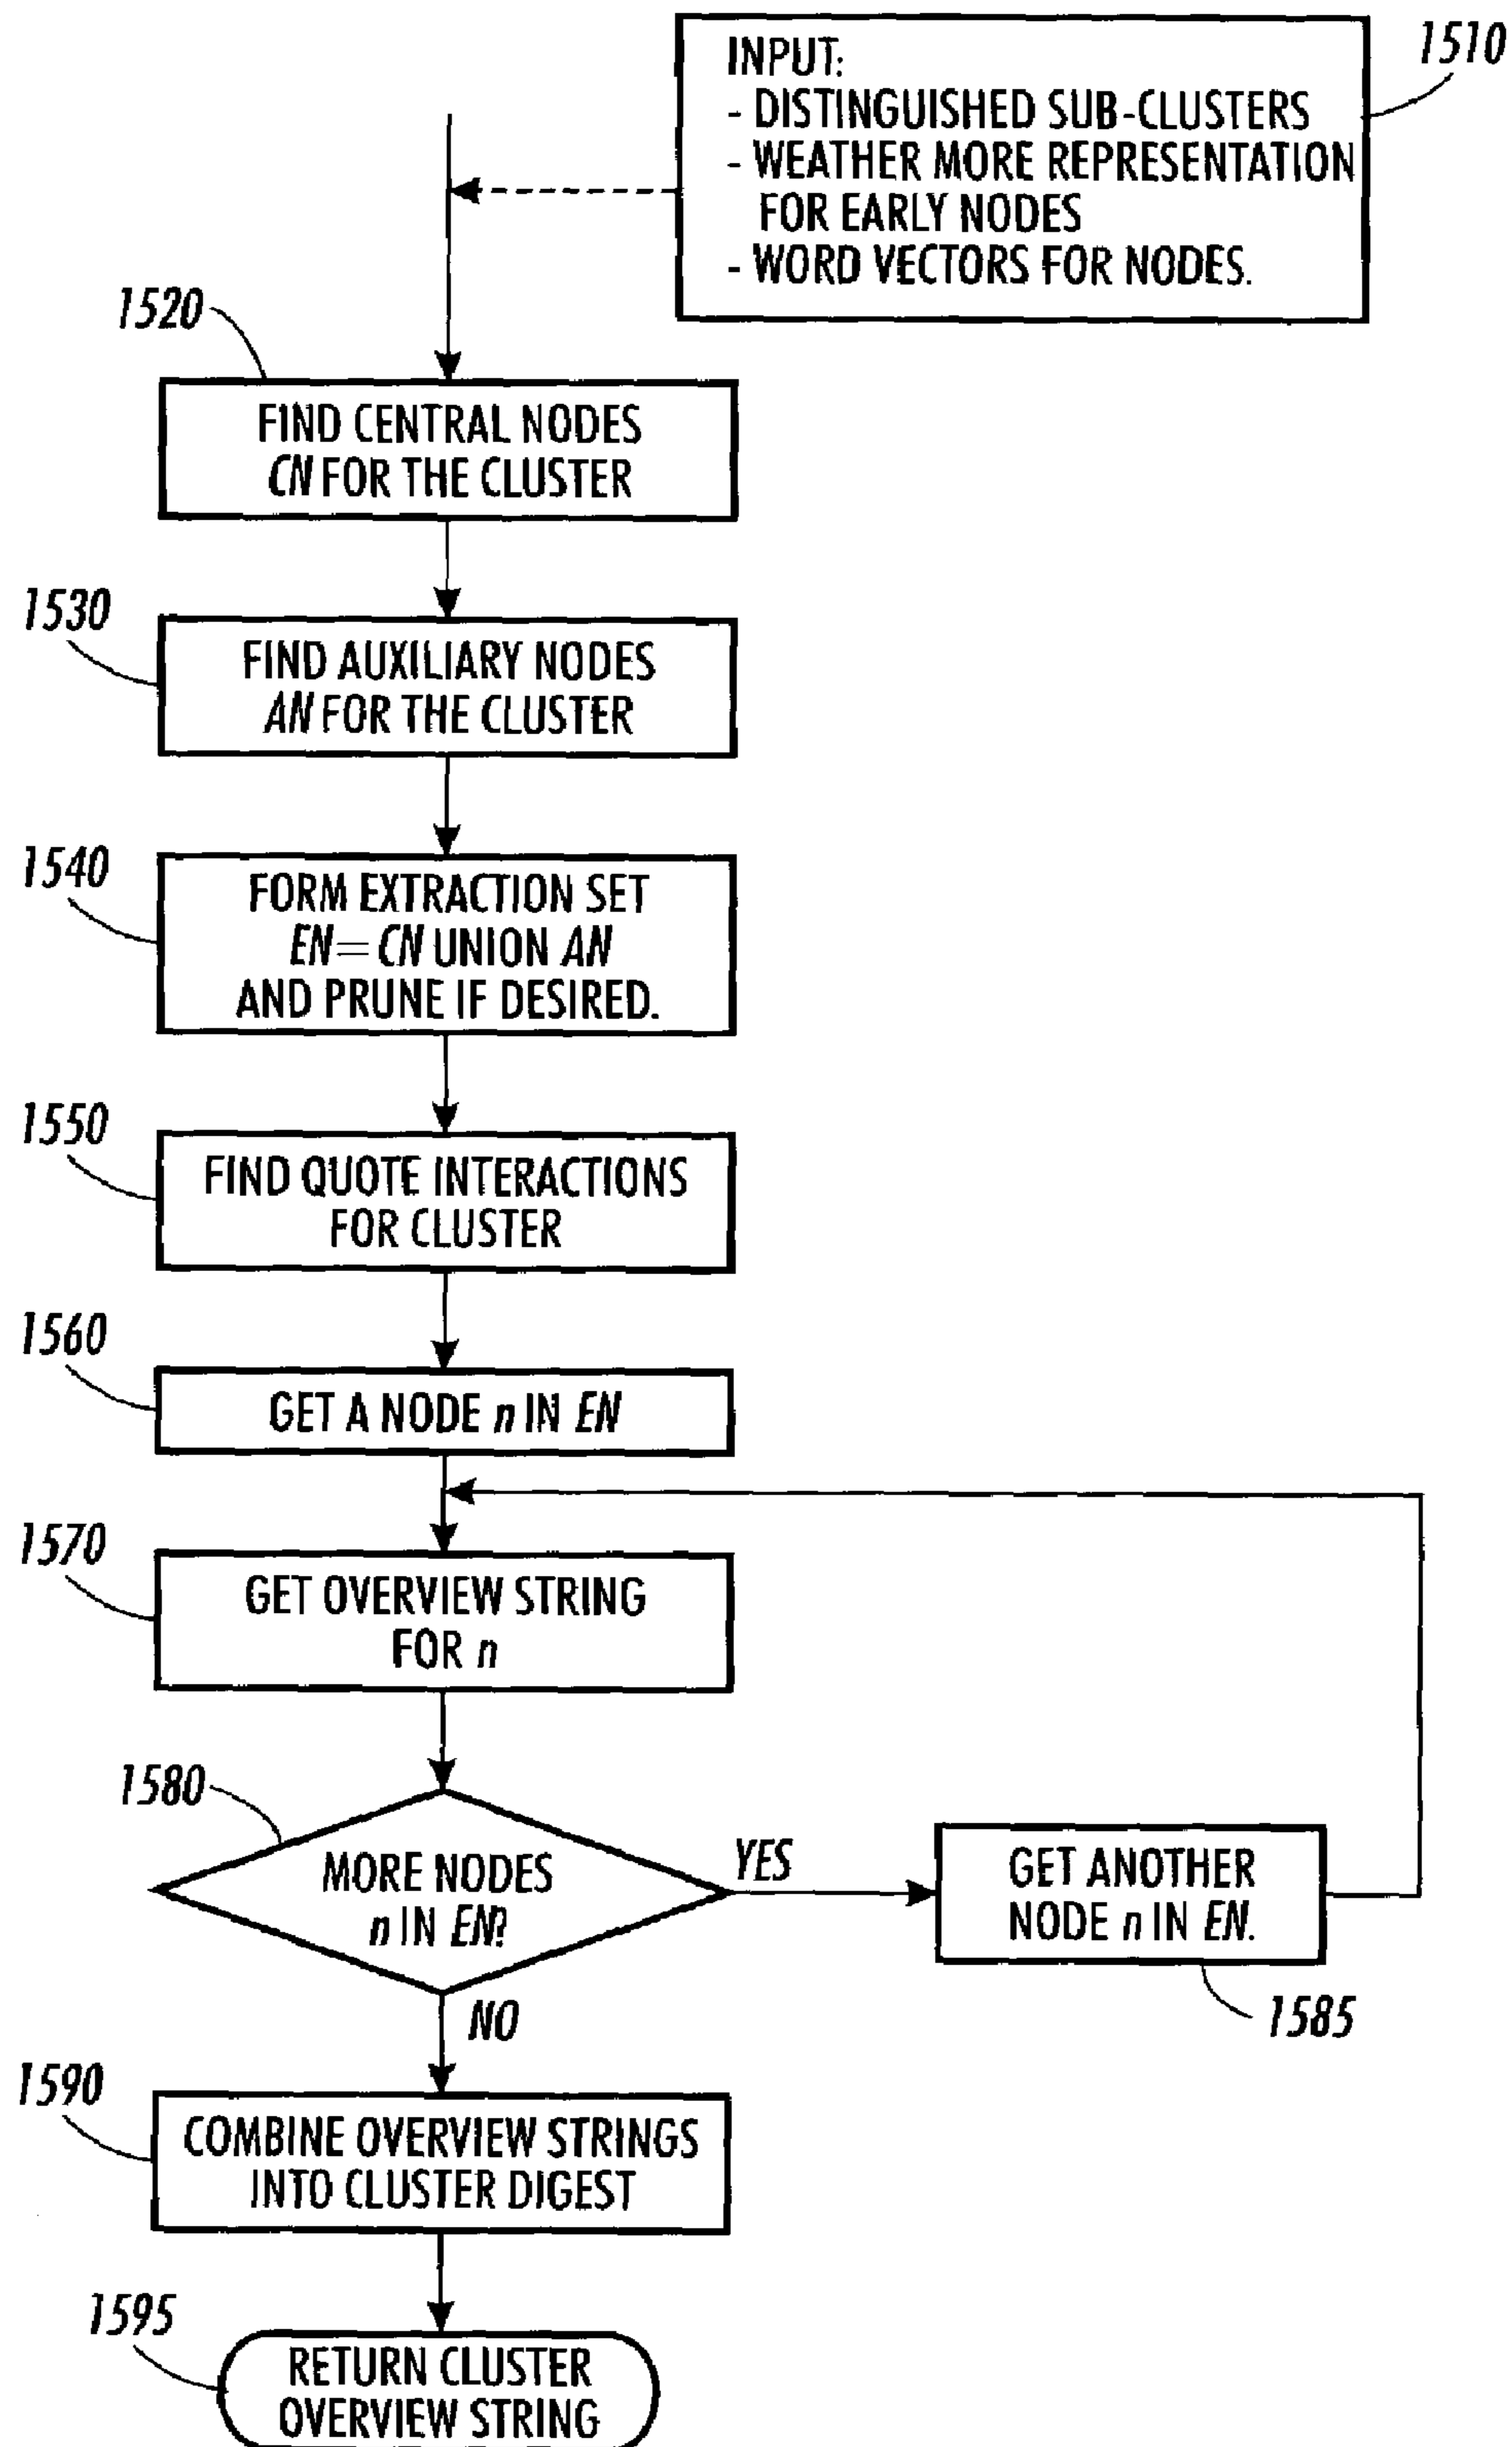 1510
INPUT:
- DISTINGUISHED SUB-CLUSTERS
- WEATHER MORE REPRESENTATION
FOR EARLY NODES
- WORD VECTORS FOR NODES.
1520
FIND CENTRAL NODES
CN FOR THE CLUSTER
1530
FIND AUXILIARY NODES
AN FOR THE CLUSTER
1540
FORM EXTRACTION SET
EN = CN UNION AN
AND PRUNE IF DESIRED.
1550
FIND QUOTE INTERACTIONS
FOR CLUSTER
1560
GET A NODE n IN EN
1570
GET OVERVIEW STRING
FOR n
1580
MORE NODES
n IN EN?
YES
GET ANOTHER
NODE n IN EN.
1585
NO
1590
COMBINE OVERVIEW STRINGS
INTO CLUSTER DIGEST
1595
RETURN CLUSTER
OVERVIEW STRING